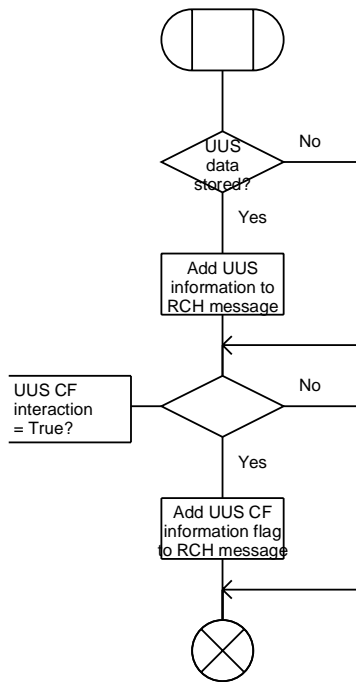 UUS
data
stored?
No
Yes
Add UUS
information to
RCH message
UUS CF
interaction
= True?
No
Yes
Add UUS CF
information flag
to RCH message